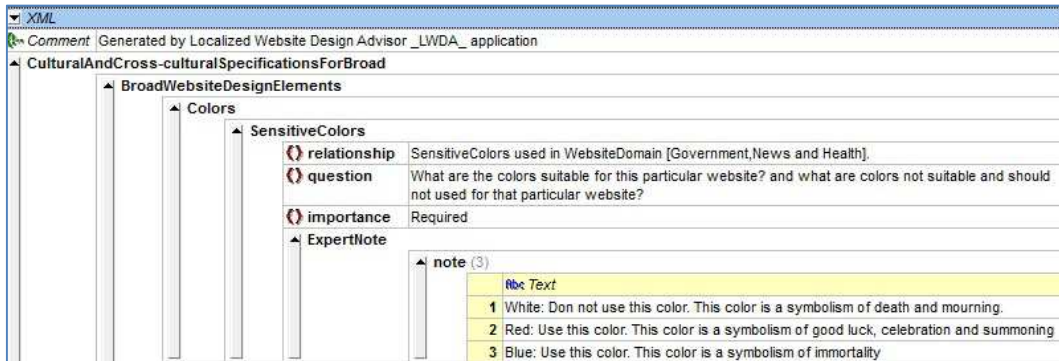 XML
Comment Generated by Localized Website Design Advisor _LWDA_ application
CulturalAndCross-culturalSpecificationsForBroad
BroadWebsiteDesignElements
Colors
SensitiveColors
relationship SensitiveColors used in WebsiteDomain [Government,News and Health].
question What are the colors suitable for this particular website? and what are colors not suitable and should
not used for that particular website?
importance Required
ExpertNote
note (3)
Abc Text
1 White: Don not use this color. This color is a symbolism of death and mourning.
2 Red: Use this color. This color is a symbolism of good luck, celebration and summoning
3 Blue: Use this color. This color is a symbolism of immortality